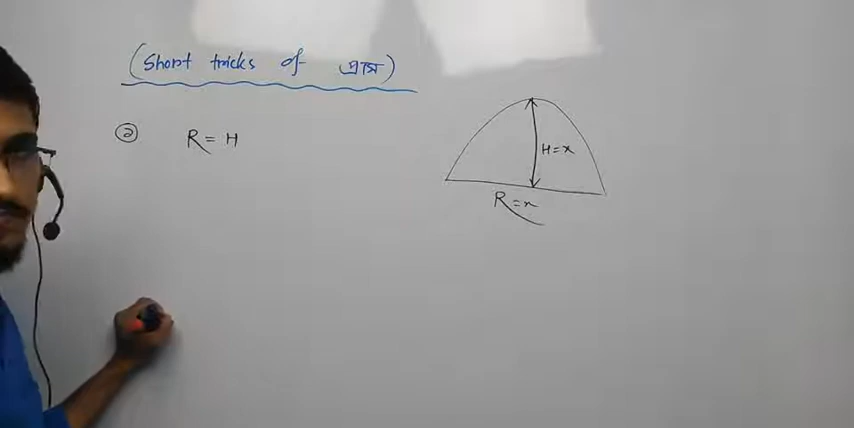 (Short tricks of প্রাস)
② R = H
H = x
R = x